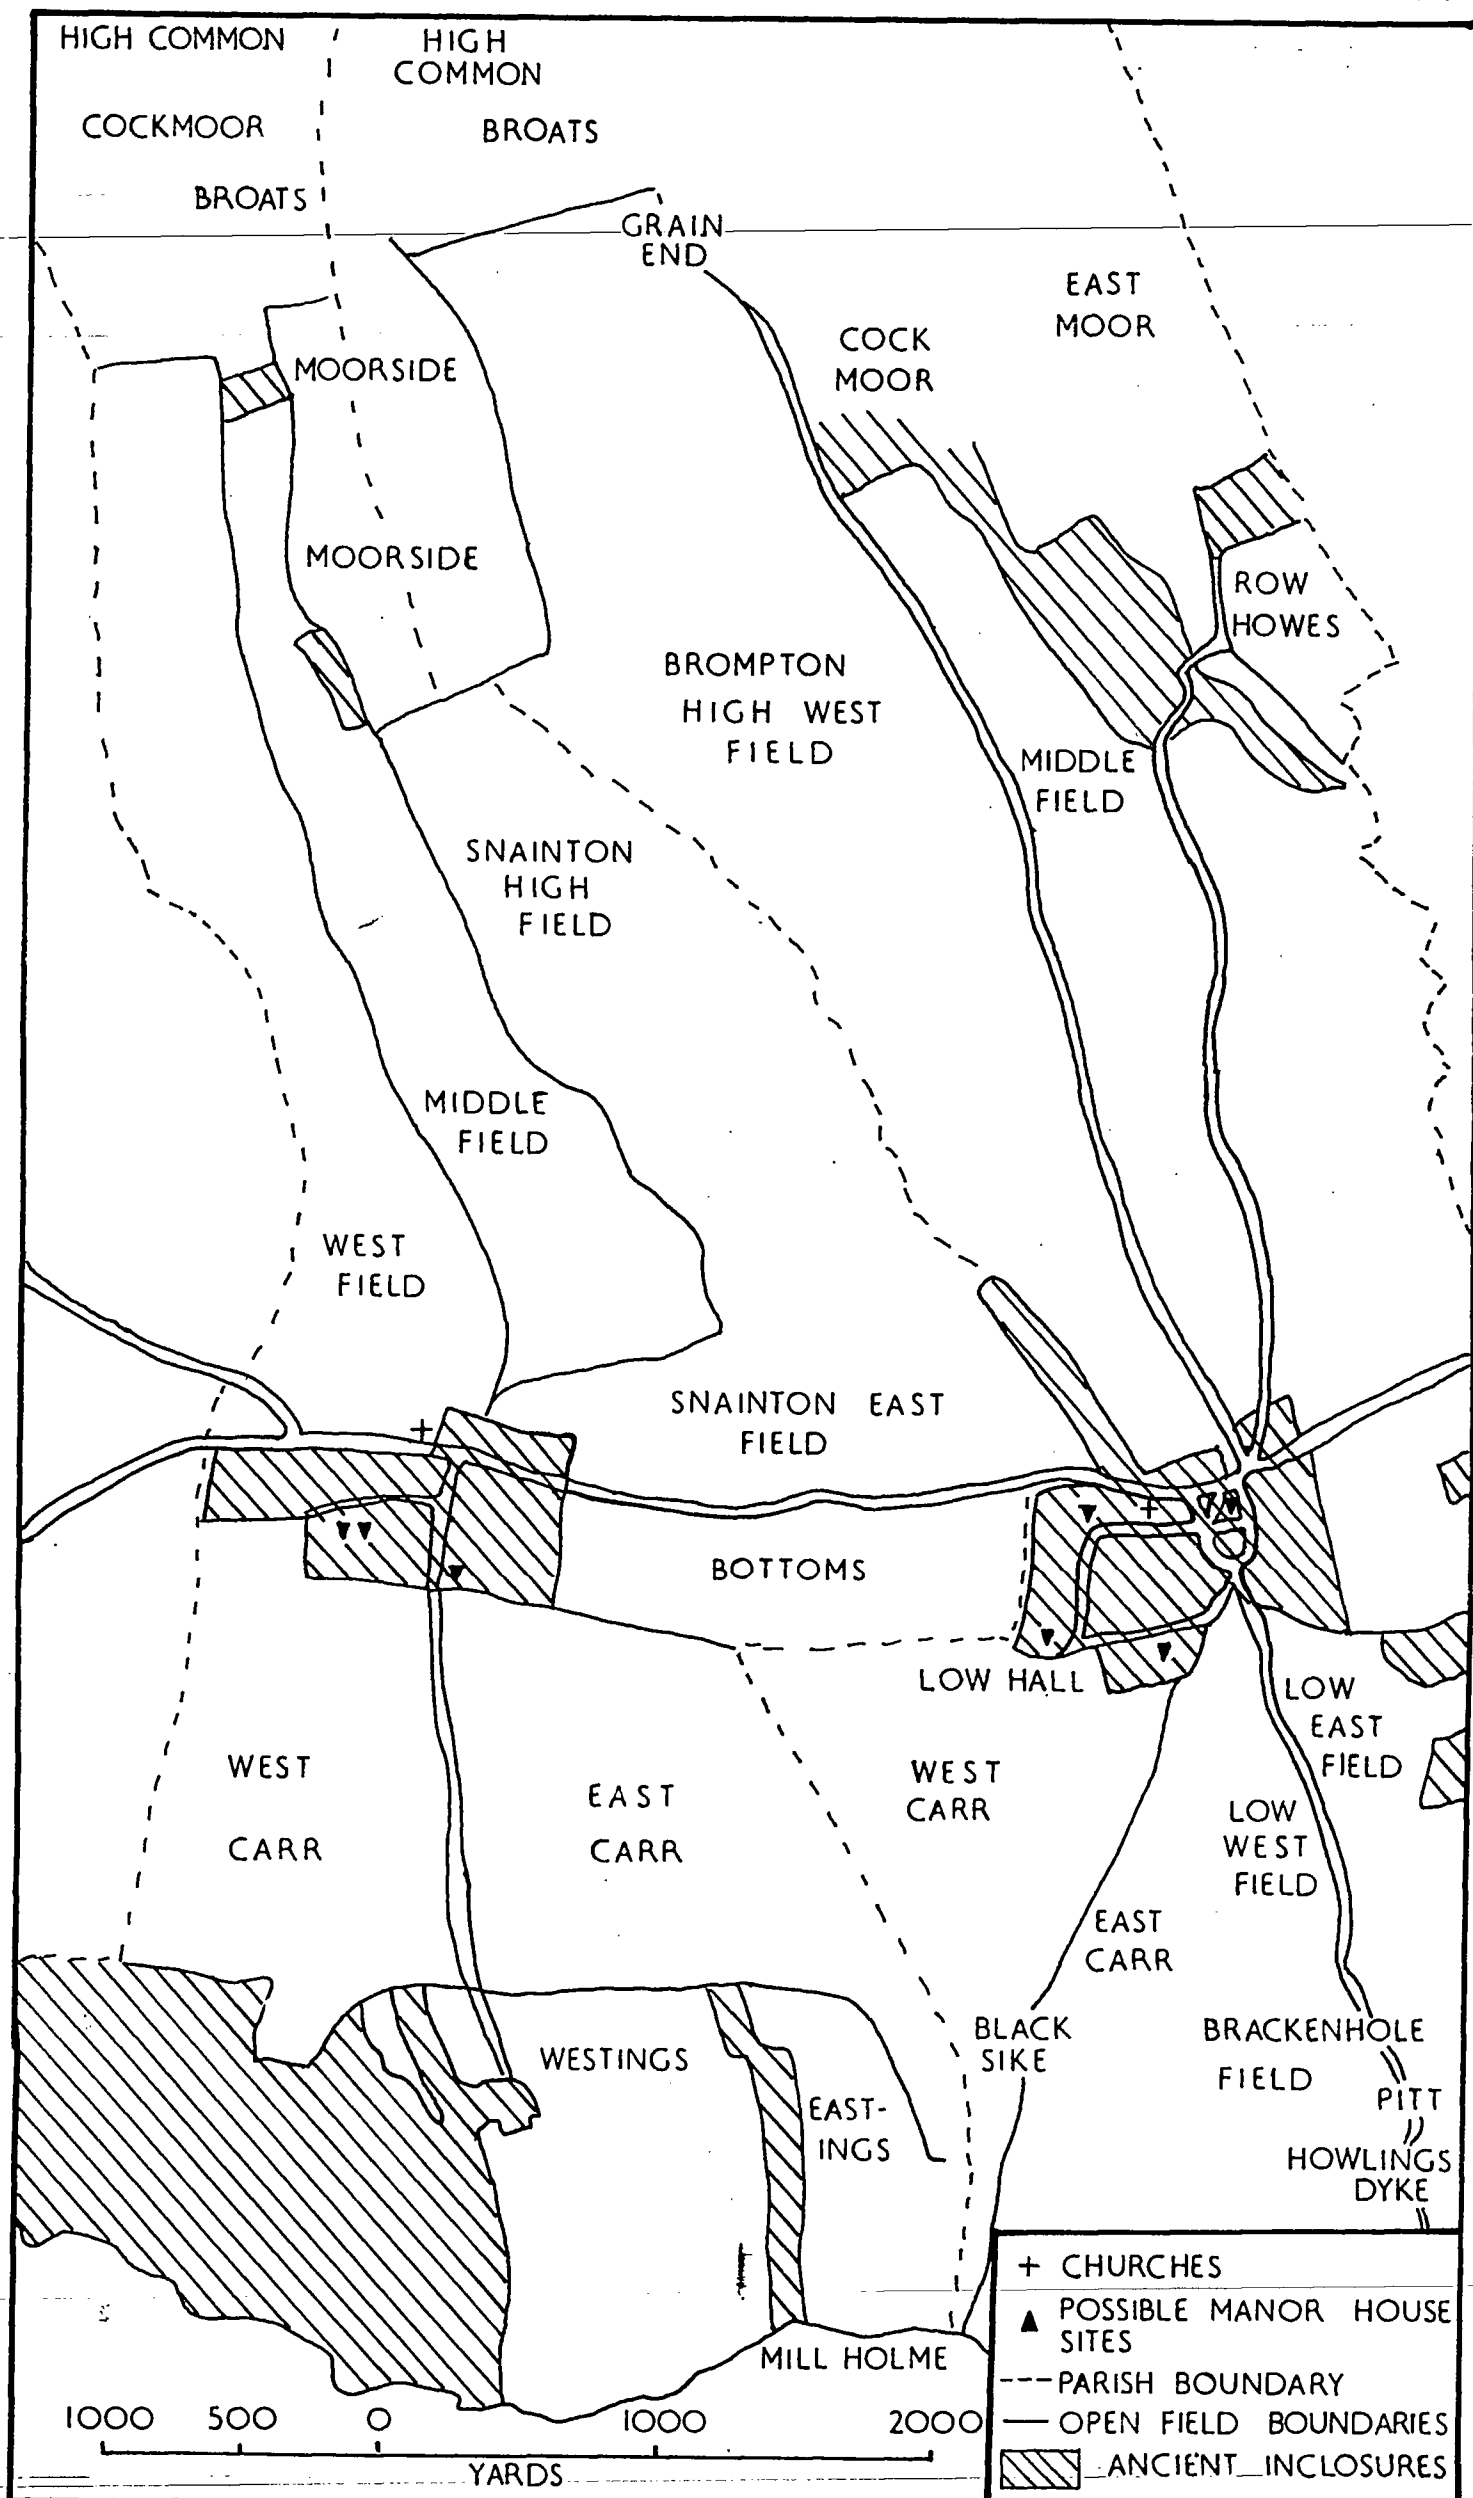 HIGH COMMON
HIGH
COMMON
COCKMOOR
BROATS
BROATS
GRAIN
END
EAST
MOOR
COCK
MOOR
MOORSIDE
MOORSIDE
ROW
HOWES
BROMPTON
HIGH WEST
FIELD
MIDDLE
FIELD
SNAINTON
HIGH
FIELD
MIDDLE
FIELD
WEST
FIELD
SNAINTON EAST
FIELD
BOTTOMS
LOW HALL
LOW
EAST
FIELD
WEST
CARR
EAST
CARR
WEST
CARR
LOW
WEST
FIELD
EAST
CARR
BLACK
SIKE
BRACKENHOLE
FIELD
WESTINGS
PITT
EAST-
INGS
HOWLINGS
DYKE
MILL HOLME
+ CHURCHES
▲ POSSIBLE MANOR HOUSE
SITES
--- PARISH BOUNDARY
— OPEN FIELD BOUNDARIES
ANCIENT INCLOSURES
1000 500 0 1000 2000
YARDS